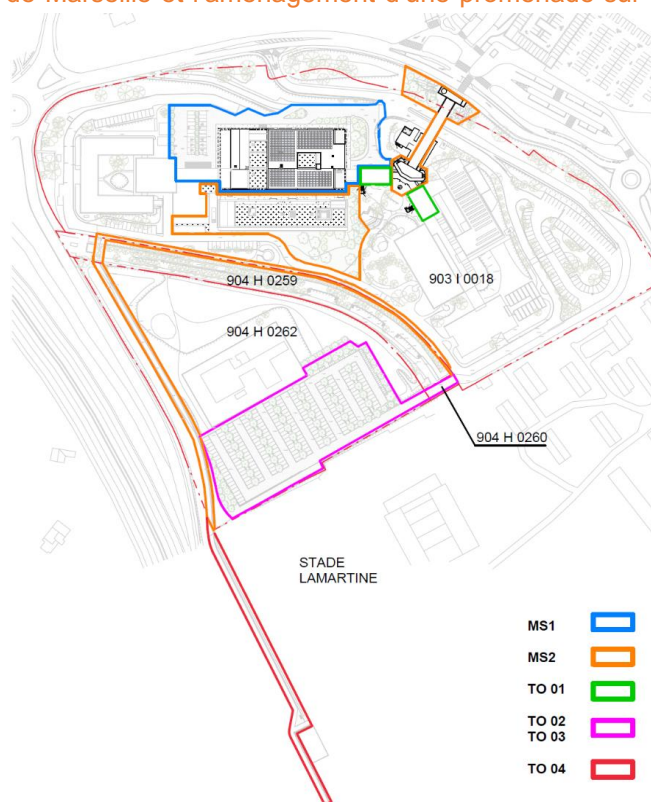 de Marseille et l'aménagement d'une promenade sur
903 I 0018
904 H 0259
904 H 0262
904 H 0260
STADE
LAMARTINE
MS1
MS2
TO 01
TO 02
TO 03
TO 04